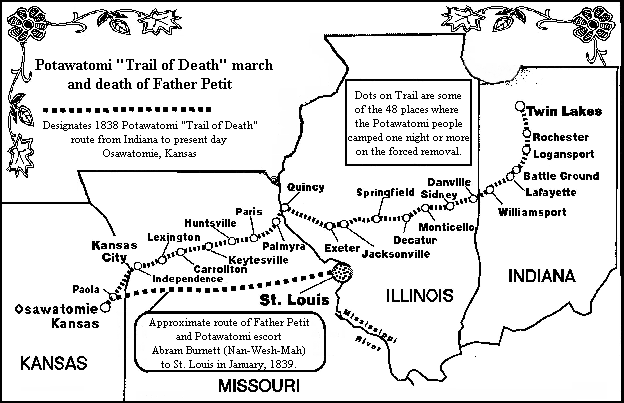 Potawatomi "Trail of Death" march
and death of Father Petit
Designates 1838 Potawatomi "Trail of Death"
route from Indiana to present day
Osawatomie, Kansas
Dots on Trail are some
of the 48 places where
the Potawatomi people
camped one night or more
on the forced removal.
Twin Lakes
Rochester
Logansport
Battle Ground
Lafayette
Williamsport
Danville
Sidney
Monticello
Decatur
Springfield
Jacksonville
Exeter
Quincy
Palmyra
Paris
Huntsville
Keytesville
Carrollton
Lexington
Independence
Kansas
City
Paola
Osawatomie
Kansas
St. Louis
Mississippi
River
Approximate route of Father Petit
and Potawatomi escort
Abram Burnett (Nan-Wesh-Mah)
to St. Louis in January, 1839.
INDIANA
ILLINOIS
KANSAS
MISSOURI